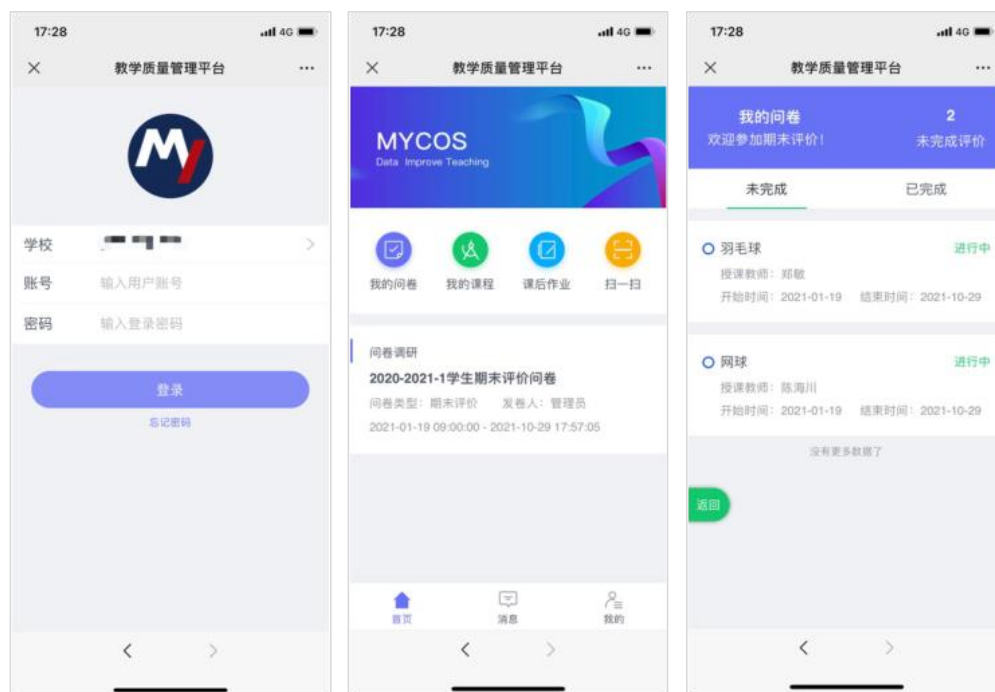 17:28
4G
教学质量管理平台
My
学校
账号 输入用户账号
密码 输入登录密码
登录
忘记密码
17:28
4G
教学质量管理平台
MYCOS
Data Improve Teaching
我的问卷 我的课程 课后作业 扫一扫
问卷调研
2020-2021-1学生期末评价问卷
问卷类型：期末评价 发卷人：管理员
2021-01-19 09:00:00 - 2021-10-29 17:57:05
首页 消息 我的
17:28
4G
教学质量管理平台
我的问卷 2
欢迎参加期末评价! 未完成评价
未完成 已完成
羽毛球 进行中
授课教师：郑敏
开始时间：2021-01-19 结束时间：2021-10-29
网球 进行中
授课教师：陈海川
开始时间：2021-01-19 结束时间：2021-10-29
没有更多数据了
返回